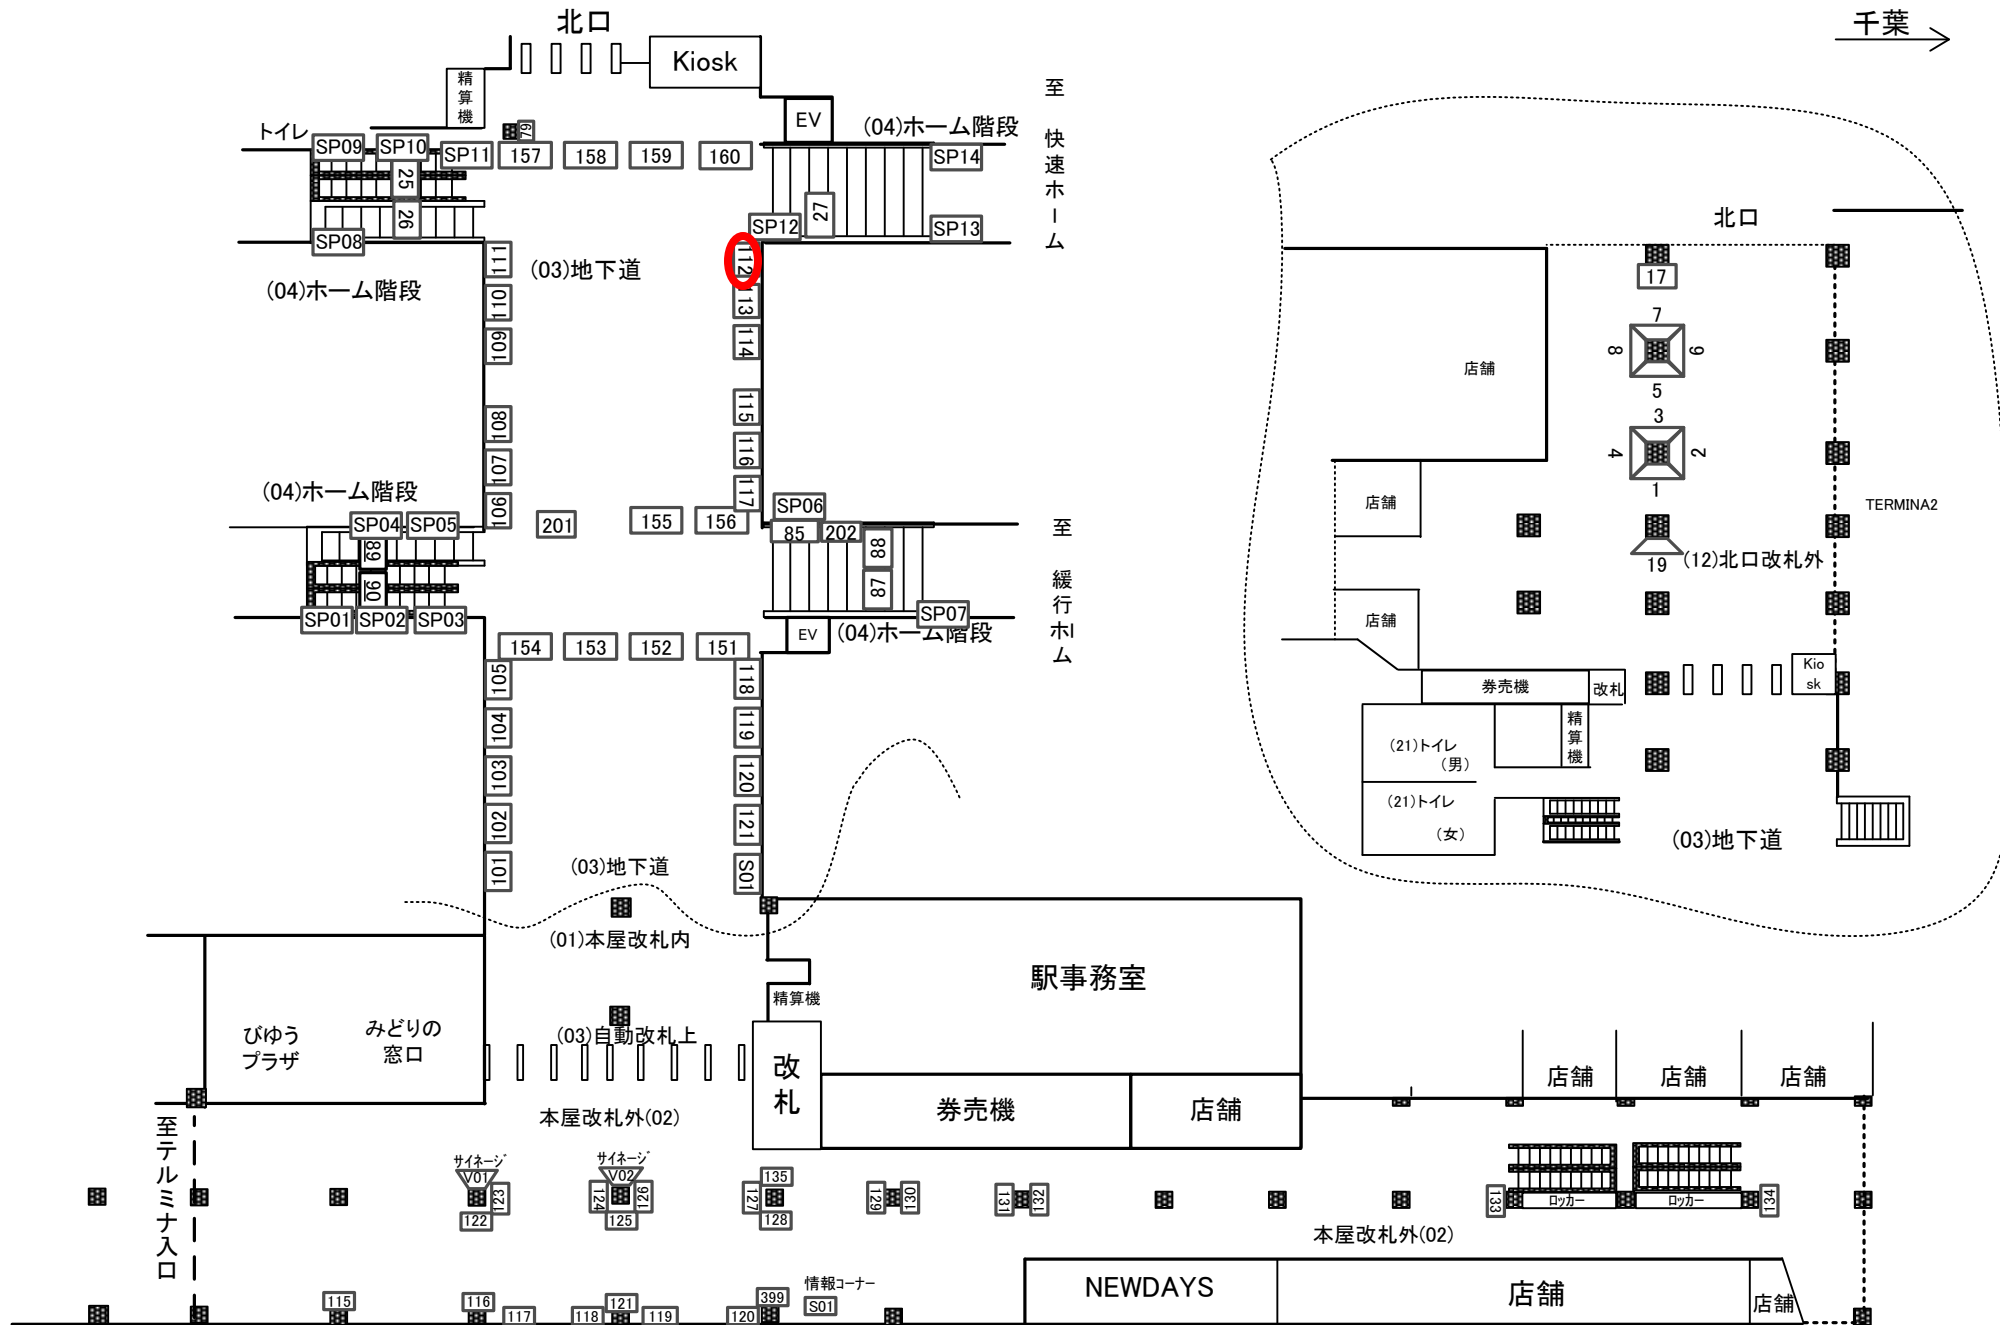 北口
千葉
Kiosk
精算機
EV
トイレ
(04)ホーム階段
至 快速ホーム
79
SP09
SP10
SP11
157
158
159
160
SP14
25
26
27
SP08
SP12
SP13
111
(03)地下道
112
(04)ホーム階段
110
113
109
114
108
115
107
116
(04)ホーム階段
106
117
SP04
SP05
201
155
156
SP06
85
202
88
87
89
90
至 緩行ホーム
SP01
SP02
SP03
SP07
EV
(04)ホーム階段
154
153
152
151
105
118
104
119
103
120
102
121
101
S01
(03)地下道
(01)本屋改札内
駅事務室
精算機
びゅうプラザ
みどりの窓口
(03)自動改札上
改札
券売機
店舗
本屋改札外(02)
至テルミナ入口
サイネージ
V01
123
122
サイネージ
V02
124
126
125
135
127
128
129
130
131
132
133
ロッカー
ロッカー
134
店舗
店舗
店舗
本屋改札外(02)
115
116
117
118
121
119
120
399
情報コーナー
S01
NEWDAYS
店舗
店舗
北口
17
7
8
9
5
店舗
3
4
2
1
店舗
TERMINA2
19
(12)北口改札外
店舗
Kiosk
券売機
改札
精算機
(21)トイレ
(男)
(21)トイレ
(女)
(03)地下道